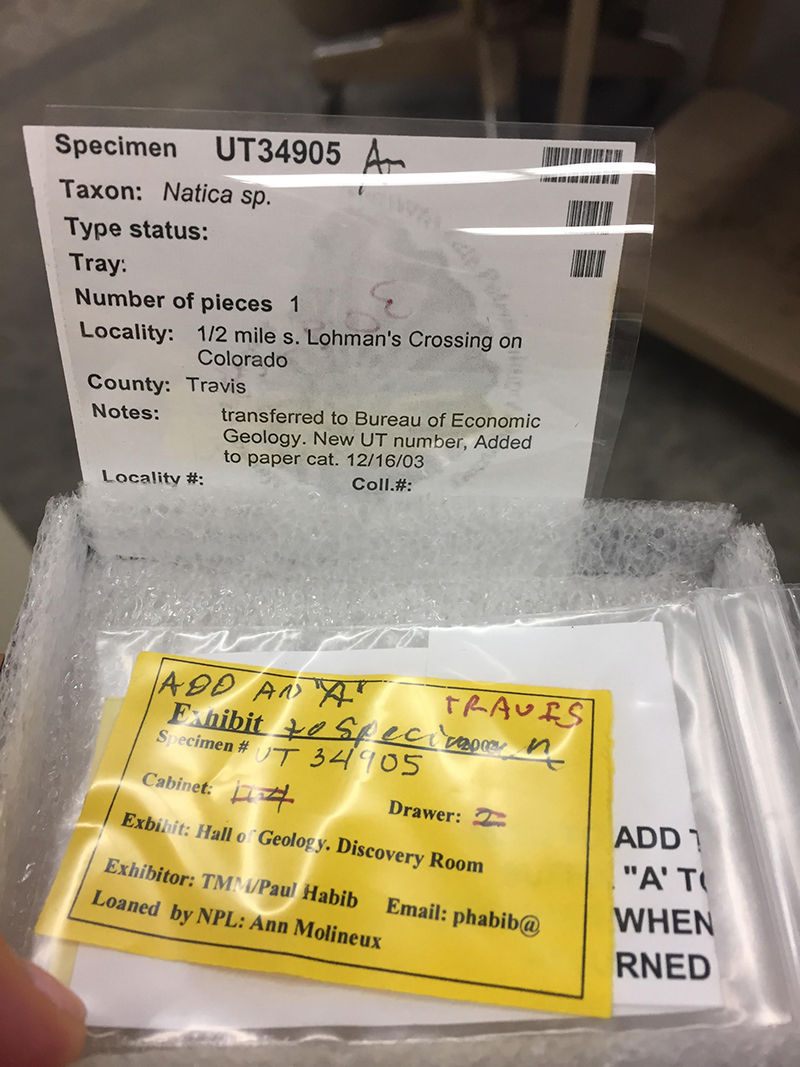 Specimen UT34905
Taxon: Natica sp.
Type status:
Tray:
Number of pieces 1
Locality: 1/2 mile s. Lohman's Crossing on
Colorado
County: Travis
Notes: transferred to Bureau of Economic
Geology. New UT number, Added
to paper cat. 12/16/03
Locality #: Coll.#:
ADD AN "A" TRAVIS
Exhibit to Specimen
Specimen # UT 34905
Cabinet: Drawer:
Exbihit: Hall of Geology. Discovery Room
Exhibitor: TMM/Paul Habib Email: phabib@
Loaned by NPL: Ann Molineux
ADD
"A' TO
WHEN
RNED